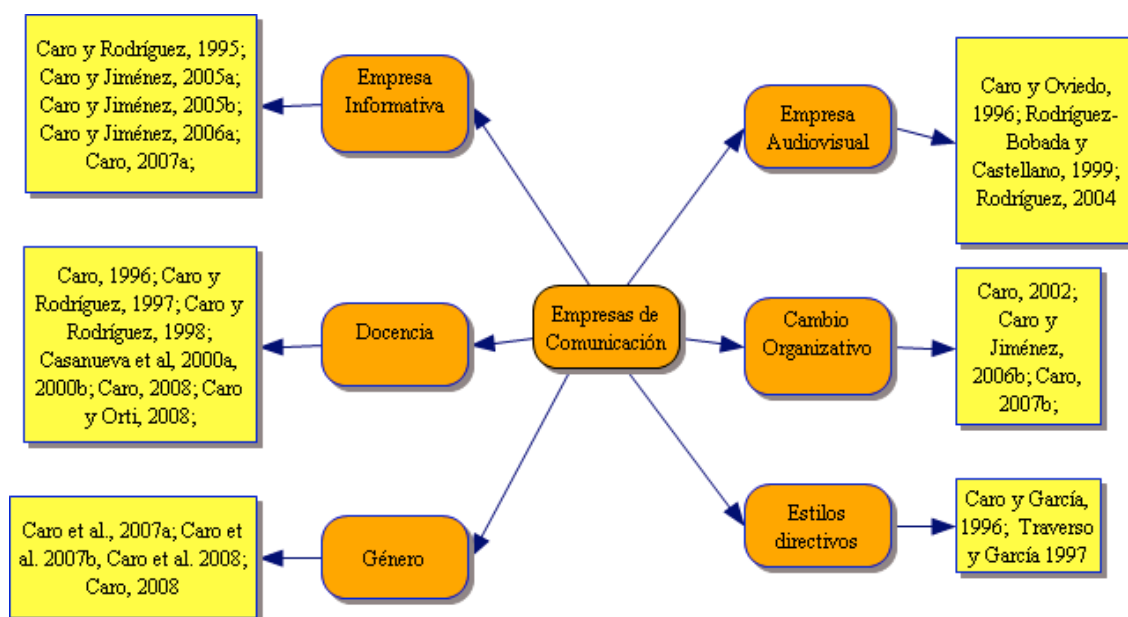 Caro y Rodríguez, 1995;
Caro y Jiménez, 2005a;
Caro y Jiménez, 2005b;
Caro y Jiménez, 2006a;
Caro, 2007a;
Empresa
Informativa
Empresa
Audiovisual
Caro y Oviedo,
1996; Rodríguez-
Bobada y
Castellano, 1999;
Rodríguez, 2004
Caro, 1996; Caro y
Rodríguez, 1997; Caro y
Rodríguez, 1998;
Casanueva et al, 2000a,
2000b; Caro, 2008; Caro
y Orti, 2008;
Docencia
Empresas de
Comunicación
Cambio
Organizativo
Caro, 2002;
Caro y
Jiménez,
2006b; Caro,
2007b;
Caro et al., 2007a; Caro et
al. 2007b, Caro et al. 2008;
Caro, 2008
Género
Estilos
directivos
Caro y García,
1996; Traverso
y García 1997